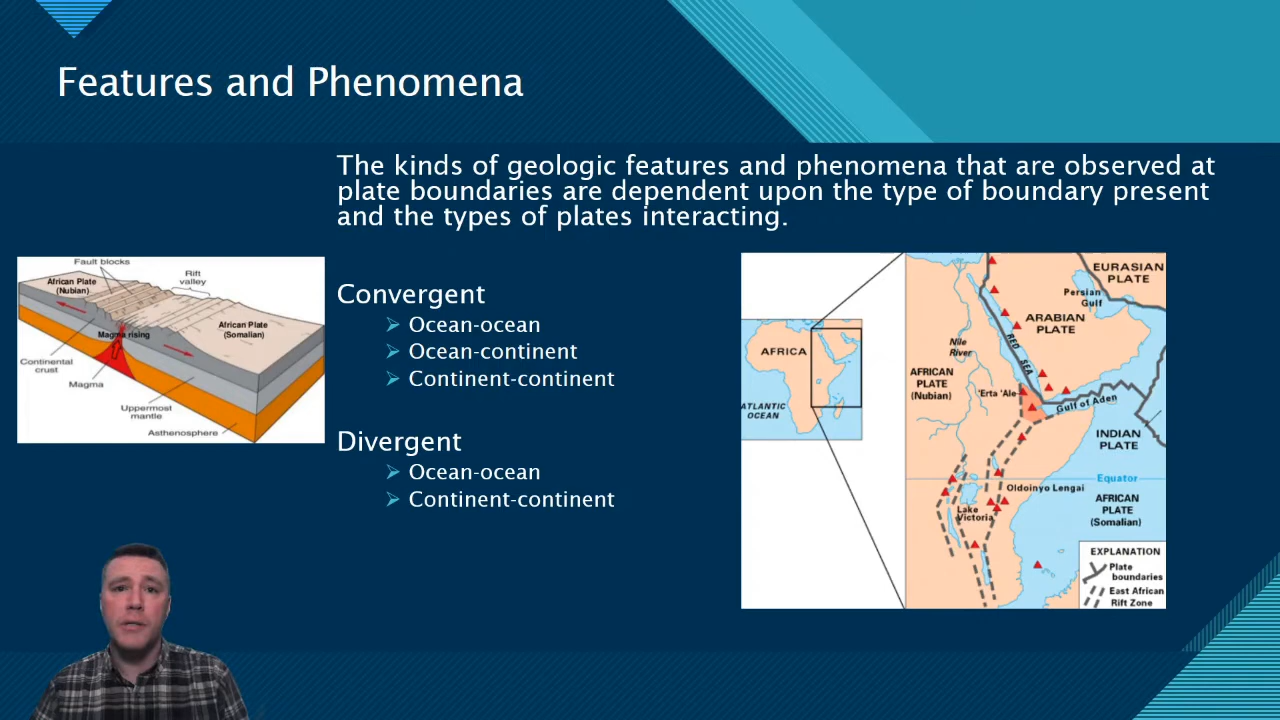 Features and Phenomena
The kinds of geologic features and phenomena that are observed at
plate boundaries are dependent upon the type of boundary present
and the types of plates interacting.
Fault blocks
Rift
valley
African Plate
(Nubian)
African Plate
(Somalian)
Magma rising
Continental
crust
Magma
Uppermost
mantle
Asthenosphere
Convergent
Ocean-ocean
Ocean-continent
Continent-continent
Divergent
Ocean-ocean
Continent-continent
AFRICA
ATLANTIC
OCEAN
EURASIAN
PLATE
Persian
Gulf
ARABIAN
PLATE
RED SEA
Nile
River
AFRICAN
PLATE
(Nubian)
'Erta 'Ale
Gulf of Aden
INDIAN
PLATE
Equator
Oldoinyo Lengai
AFRICAN
PLATE
(Somalian)
Lake
Victoria
EXPLANATION
Plate
boundaries
East African
Rift Zone